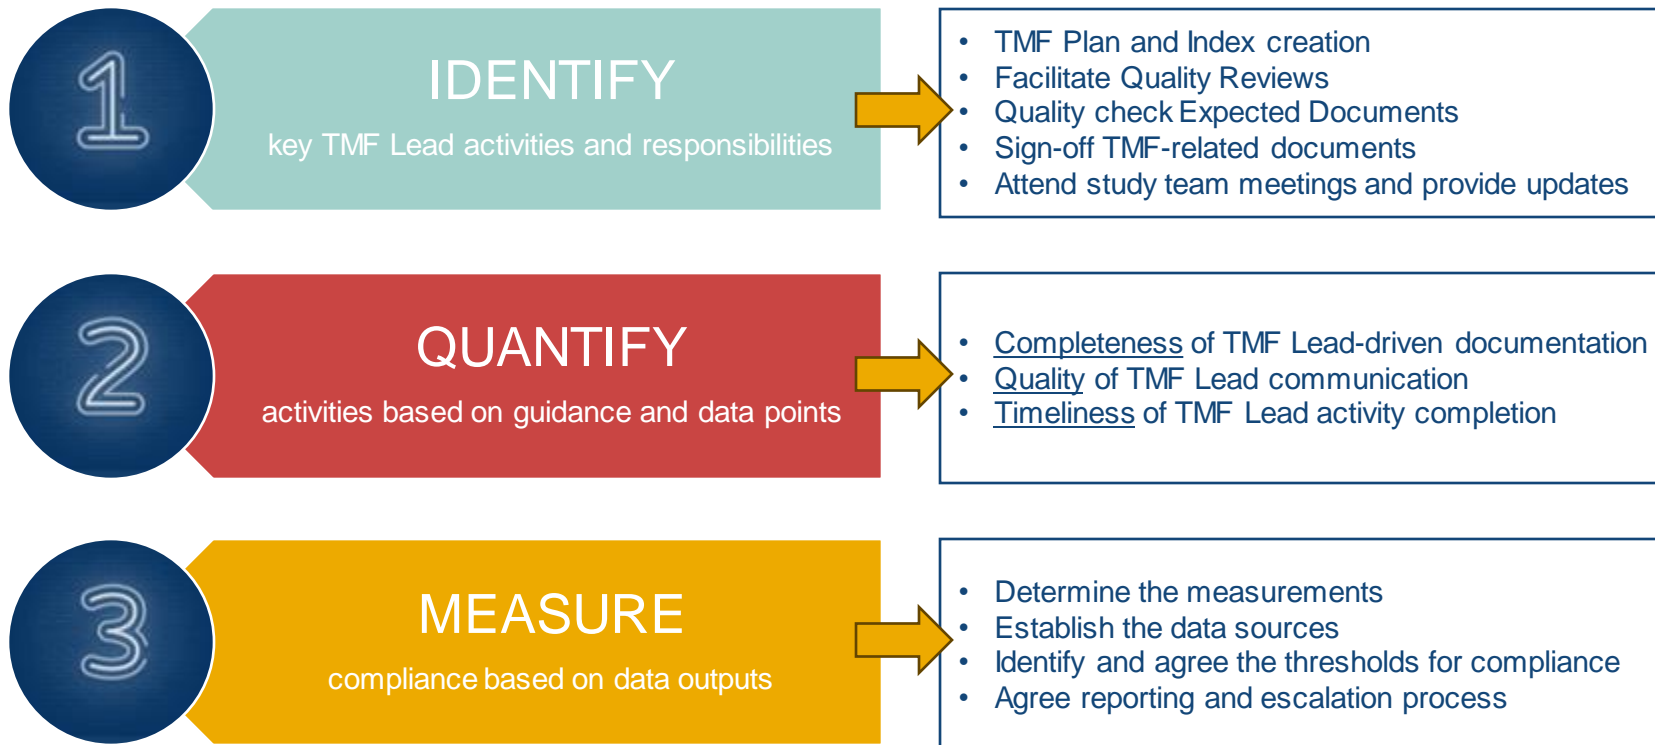 1
IDENTIFY
key TMF Lead activities and responsibilities
• TMF Plan and Index creation
• Facilitate Quality Reviews
• Quality check Expected Documents
• Sign-off TMF-related documents
• Attend study team meetings and provide updates
2
QUANTIFY
activities based on guidance and data points
• Completeness of TMF Lead-driven documentation
• Quality of TMF Lead communication
• Timeliness of TMF Lead activity completion
3
MEASURE
compliance based on data outputs
• Determine the measurements
• Establish the data sources
• Identify and agree the thresholds for compliance
• Agree reporting and escalation process